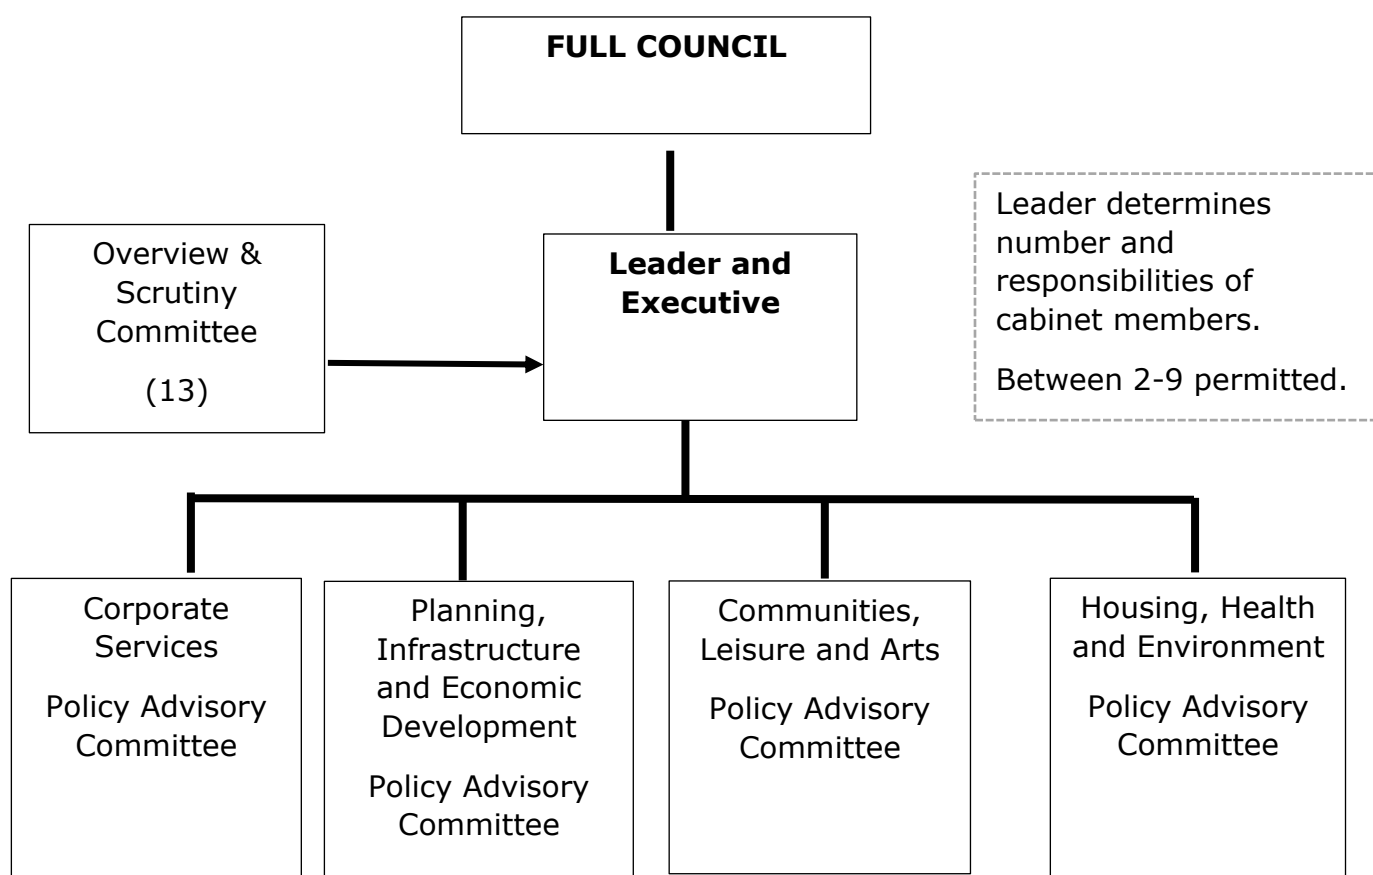 FULL COUNCIL
Leader determines
number and
responsibilities of
cabinet members.
Between 2-9 permitted.
Overview &
Scrutiny
Committee
(13)
Leader and
Executive
Corporate
Services
Policy Advisory
Committee
Planning,
Infrastructure
and Economic
Development
Policy Advisory
Committee
Communities,
Leisure and Arts
Policy Advisory
Committee
Housing, Health
and Environment
Policy Advisory
Committee